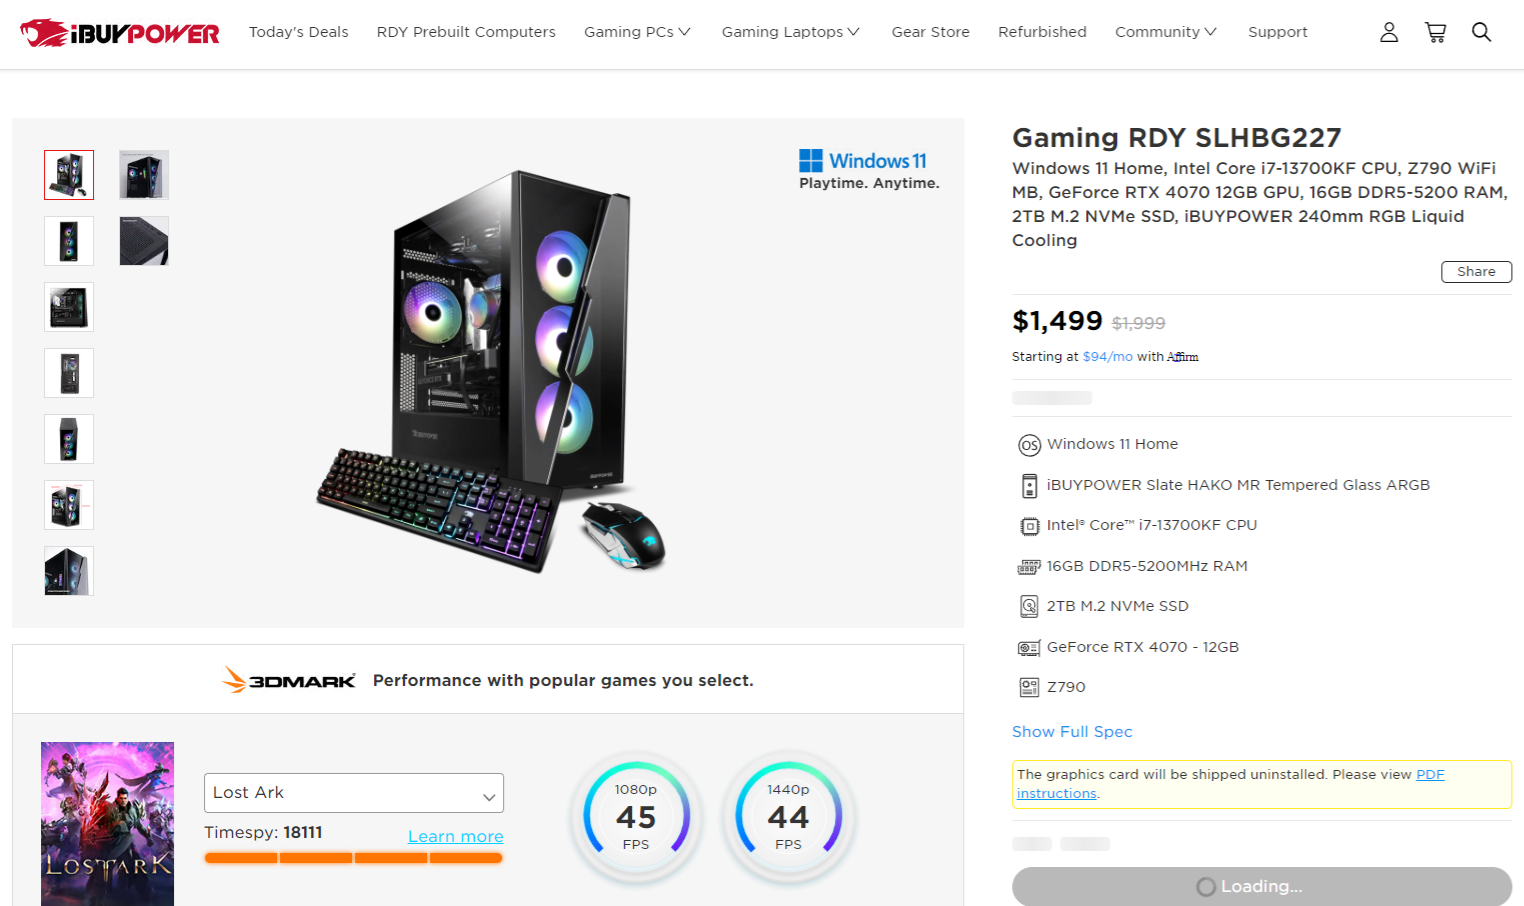 iBUYPOWER
Today's Deals
RDY Prebuilt Computers
Gaming PCs
Gaming Laptops
Gear Store
Refurbished
Community
Support
Windows 11
Playtime. Anytime.
Gaming RDY SLHBG227
Windows 11 Home, Intel Core i7-13700KF CPU, Z790 WiFi
MB, GeForce RTX 4070 12GB GPU, 16GB DDR5-5200 RAM,
2TB M.2 NVMe SSD, iBUYPOWER 240mm RGB Liquid
Cooling
Share
$1,499 $1,999
Starting at $94/mo with Affirm
OS Windows 11 Home
iBUYPOWER Slate HAKO MR Tempered Glass ARGB
Intel® Core™ i7-13700KF CPU
16GB DDR5-5200MHz RAM
2TB M.2 NVMe SSD
GeForce RTX 4070 - 12GB
Z790
Show Full Spec
The graphics card will be shipped uninstalled. Please view PDF
instructions.
Loading...
3DMARK Performance with popular games you select.
LOST ARK
Lost Ark
Timespy: 18111
Learn more
1080p
45
FPS
1440p
44
FPS